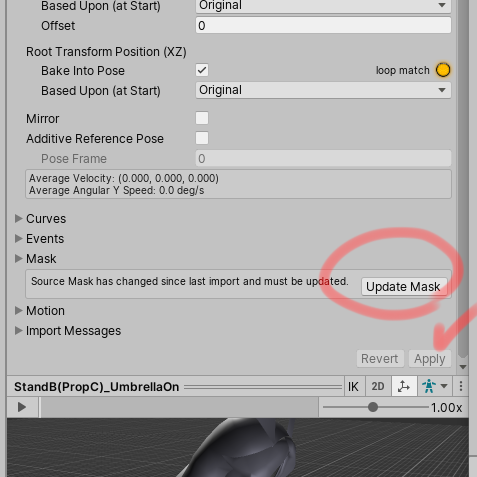 Based Upon (at Start) Original
Offset 0
Root Transform Position (XZ)
Bake Into Pose loop match
Based Upon (at Start) Original
Mirror
Additive Reference Pose
Pose Frame 0
Average Velocity: (0.000, 0.000, 0.000)
Average Angular Y Speed: 0.0 deg/s
Curves
Events
Mask
Source Mask has changed since last import and must be updated. Update Mask
Motion
Import Messages
Revert Apply
StandB(PropC)_UmbrellaOn IK 2D
1.00x